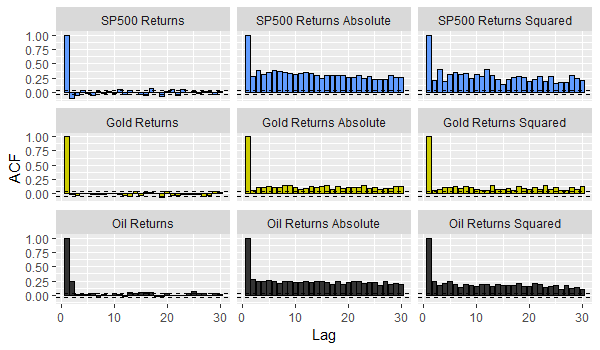 SP500 Returns
SP500 Returns Absolute
SP500 Returns Squared
1.00
0.75
0.50
0.25
0.00
Gold Returns
Gold Returns Absolute
Gold Returns Squared
1.00
0.75
0.50
0.25
0.00
Oil Returns
Oil Returns Absolute
Oil Returns Squared
1.00
0.75
0.50
0.25
0.00
ACF
0 10 20 30
0 10 20 30
0 10 20 30
Lag